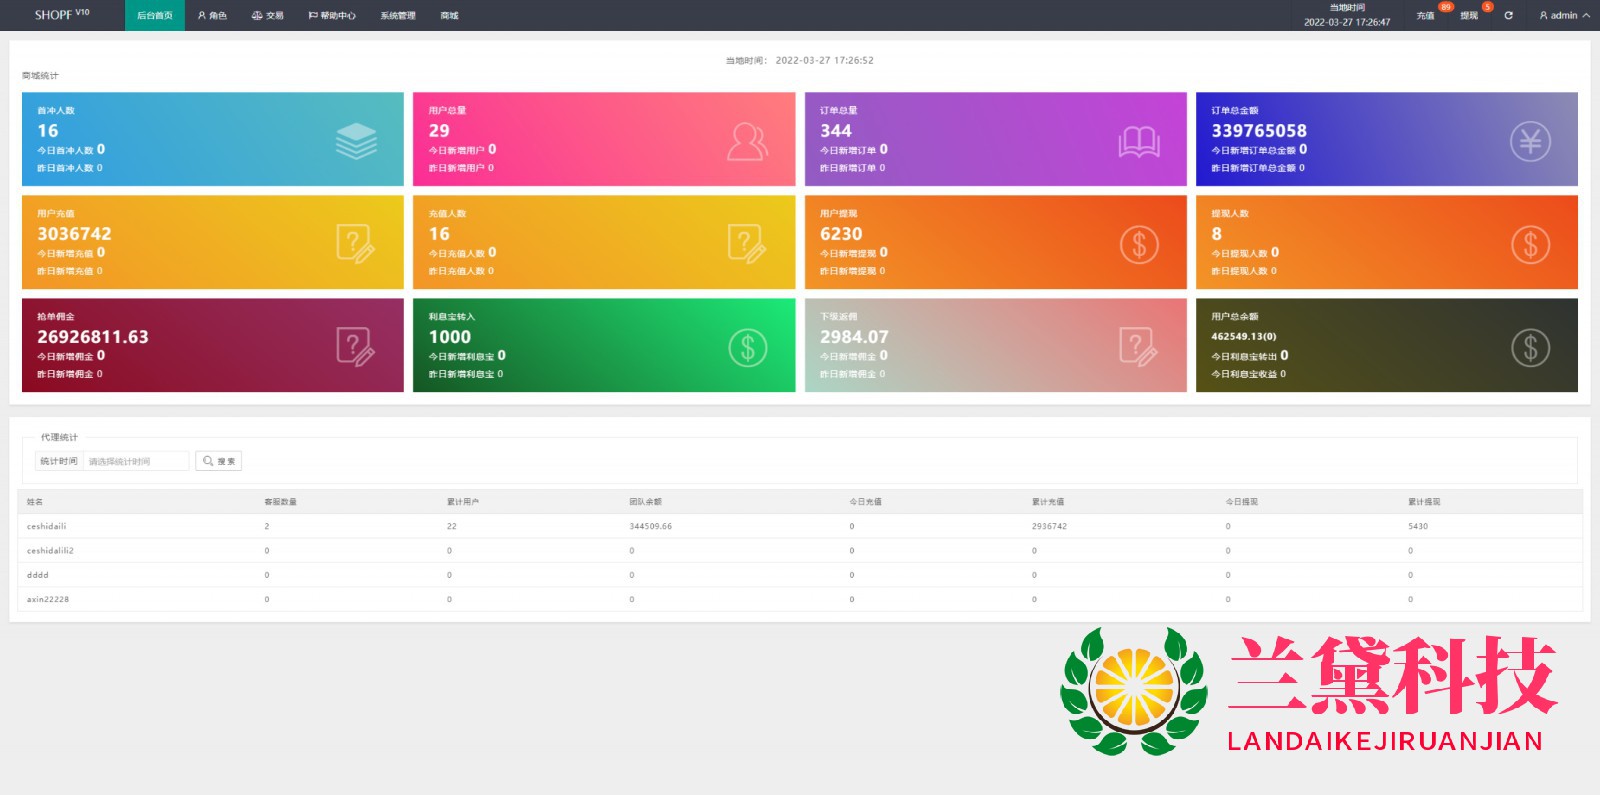 SHOPF V10
后台首页
角色
交易
帮助中心
系统管理
商城
当地时间
2022-03-27 17:26:47
充值 89
提现 5
admin
当地时间： 2022-03-27 17:26:52
商城统计
首冲人数
16
今日首冲人数 0
昨日首冲人数 0
用户总量
29
今日新增用户 0
昨日新增用户 0
订单总量
344
今日新增订单 0
昨日新增订单 0
订单总金额
339765058
今日新增订单总金额 0
昨日新增订单总金额 0
用户充值
3036742
今日新增充值 0
昨日新增充值 0
充值人数
16
今日充值人数 0
昨日充值人数 0
用户提现
6230
今日新增提现 0
昨日新增提现 0
提现人数
8
今日提现人数 0
昨日提现人数 0
抢单佣金
26926811.63
今日新增佣金 0
昨日新增佣金 0
利息宝转入
1000
今日新增利息宝 0
昨日新增利息宝 0
下级返佣
2984.07
今日新增佣金 0
昨日新增佣金 0
用户总余额
462549.13(0)
今日利息宝转出 0
今日利息宝收益 0
代理统计
统计时间 请选择统计时间 搜 索
姓名 客服数量 累计用户 团队余额 今日充值 累计充值 今日提现 累计提现
ceshidaili 2 22 344509.66 0 2936742 0 5430
ceshidalili2 0 0 0 0 0 0 0
dddd 0 0 0 0 0 0 0
axin22228 0 0 0 0 0 0 0
兰黛科技
LANDAIKEJIRUANJIAN